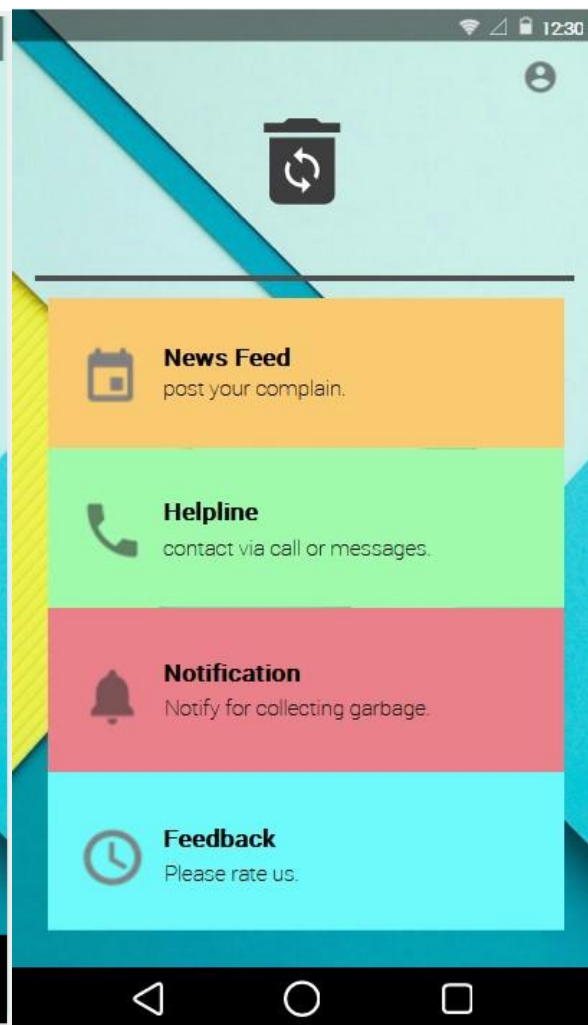 12:30
News Feed
post your complain.
Helpline
contact via call or messages.
Notification
Notify for collecting garbage.
Feedback
Please rate us.